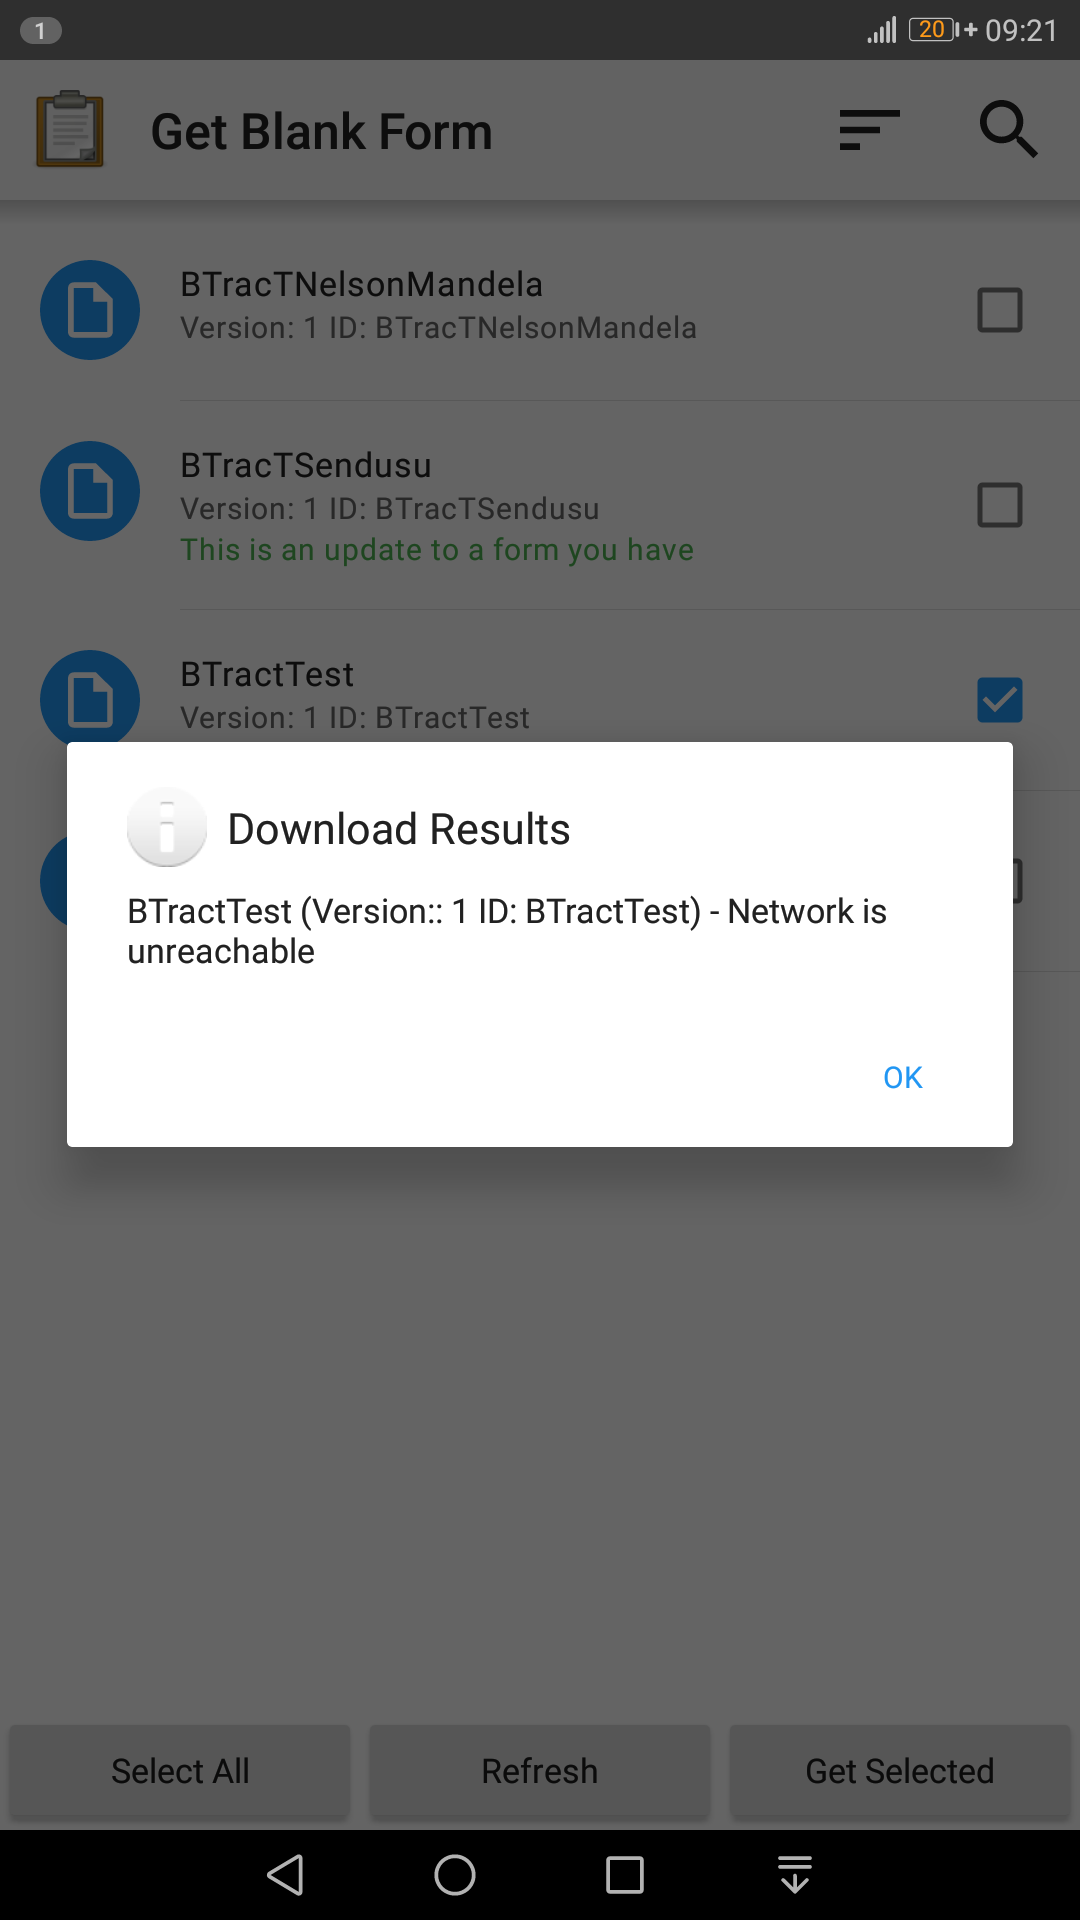 1
20 09:21
Get Blank Form
BTracTNelsonMandela
Version: 1 ID: BTracTNelsonMandela
BTracTSendusu
Version: 1 ID: BTracTSendusu
This is an update to a form you have
BTractTest
Version: 1 ID: BTractTest
Download Results
BTractTest (Version:: 1 ID: BTractTest) - Network is
unreachable
OK
Select All
Refresh
Get Selected